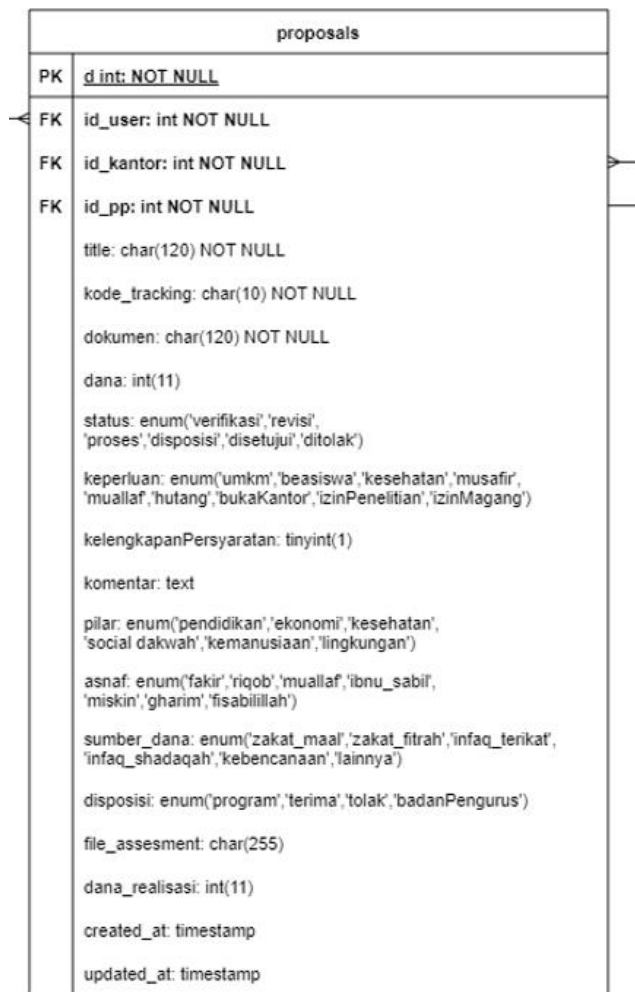 proposals
PK d int: NOT NULL
FK id_user: int NOT NULL
FK id_kantor: int NOT NULL
FK id_pp: int NOT NULL
title: char(120) NOT NULL
kode_tracking: char(10) NOT NULL
dokumen: char(120) NOT NULL
dana: int(11)
status: enum('verifikasi','revisi',
'proses','disposisi','disetujui','ditolak')
keperluan: enum('umkm','beasiswa','kesehatan','musafir',
'muallaf','hutang','bukaKantor','izinPenelitian','izinMagang')
kelengkapanPersyaratan: tinyint(1)
komentar: text
pilar: enum('pendidikan','ekonomi','kesehatan',
'social dakwah','kemanusiaan','lingkungan')
asnaf: enum('fakir','riqob','muallaf','ibnu_sabil',
'miskin','gharim','fisabilillah')
sumber_dana: enum('zakat_maal','zakat_fitrah','infaq_terikat',
'infaq_shadaqah','kebencanaan','lainnya')
disposisi: enum('program','terima','tolak','badanPengurus')
file_assesment: char(255)
dana_realisasi: int(11)
created_at: timestamp
updated_at: timestamp